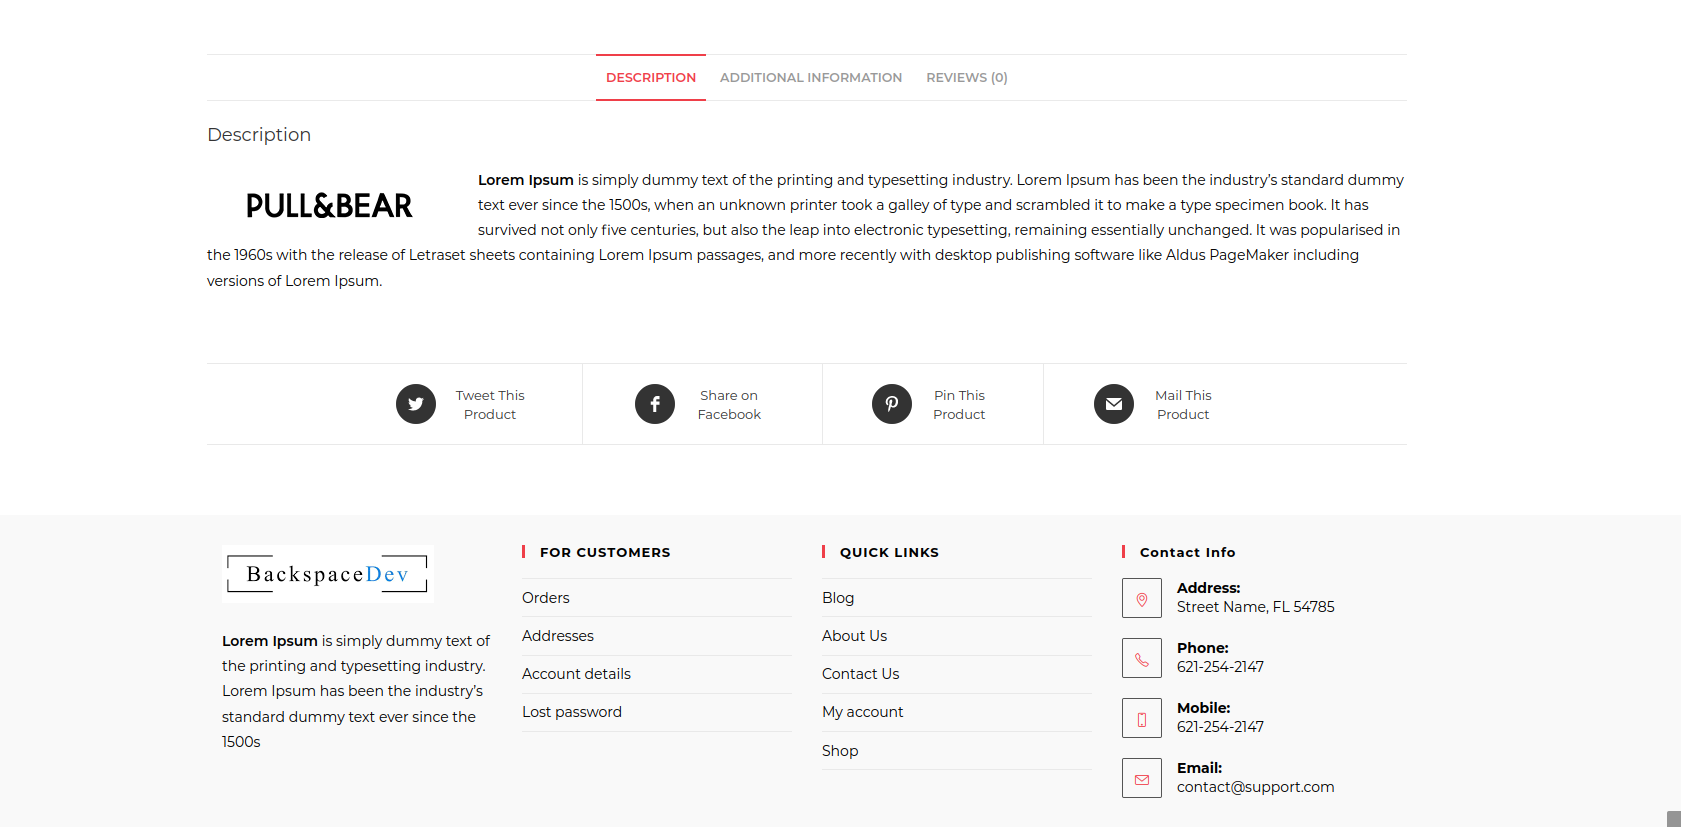 DESCRIPTION ADDITIONAL INFORMATION REVIEWS (0)
Description
PULL&BEAR
Lorem Ipsum is simply dummy text of the printing and typesetting industry. Lorem Ipsum has been the industry’s standard dummy
text ever since the 1500s, when an unknown printer took a galley of type and scrambled it to make a type specimen book. It has
survived not only five centuries, but also the leap into electronic typesetting, remaining essentially unchanged. It was popularised in
the 1960s with the release of Letraset sheets containing Lorem Ipsum passages, and more recently with desktop publishing software like Aldus PageMaker including
versions of Lorem Ipsum.
Tweet This
Product
Share on
Facebook
Pin This
Product
Mail This
Product
BackspaceDev
Lorem Ipsum is simply dummy text of
the printing and typesetting industry.
Lorem Ipsum has been the industry’s
standard dummy text ever since the
1500s
FOR CUSTOMERS
Orders
Addresses
Account details
Lost password
QUICK LINKS
Blog
About Us
Contact Us
My account
Shop
Contact Info
Address:
Street Name, FL 54785
Phone:
621-254-2147
Mobile:
621-254-2147
Email:
contact@support.com